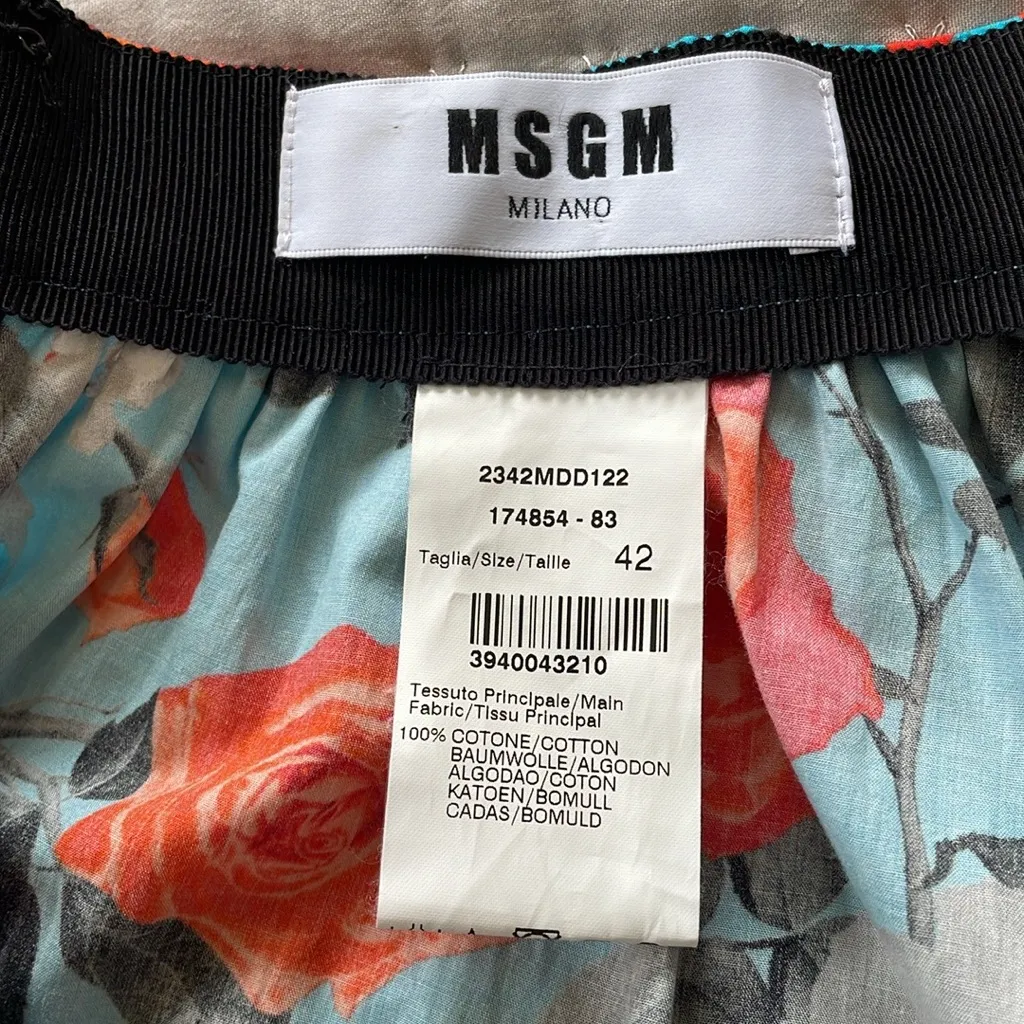 MSGM
MILANO
2342MDD122
174854 - 83
Taglia/Size/Taille 42
3940043210
Tessuto Principale/Main
Fabric/Tissu Principal
100% COTONE/COTTON
BAUMWOLLE/ALGODON
ALGODAO/COTON
KATOEN/BOMULL
CADAS/BOMULD